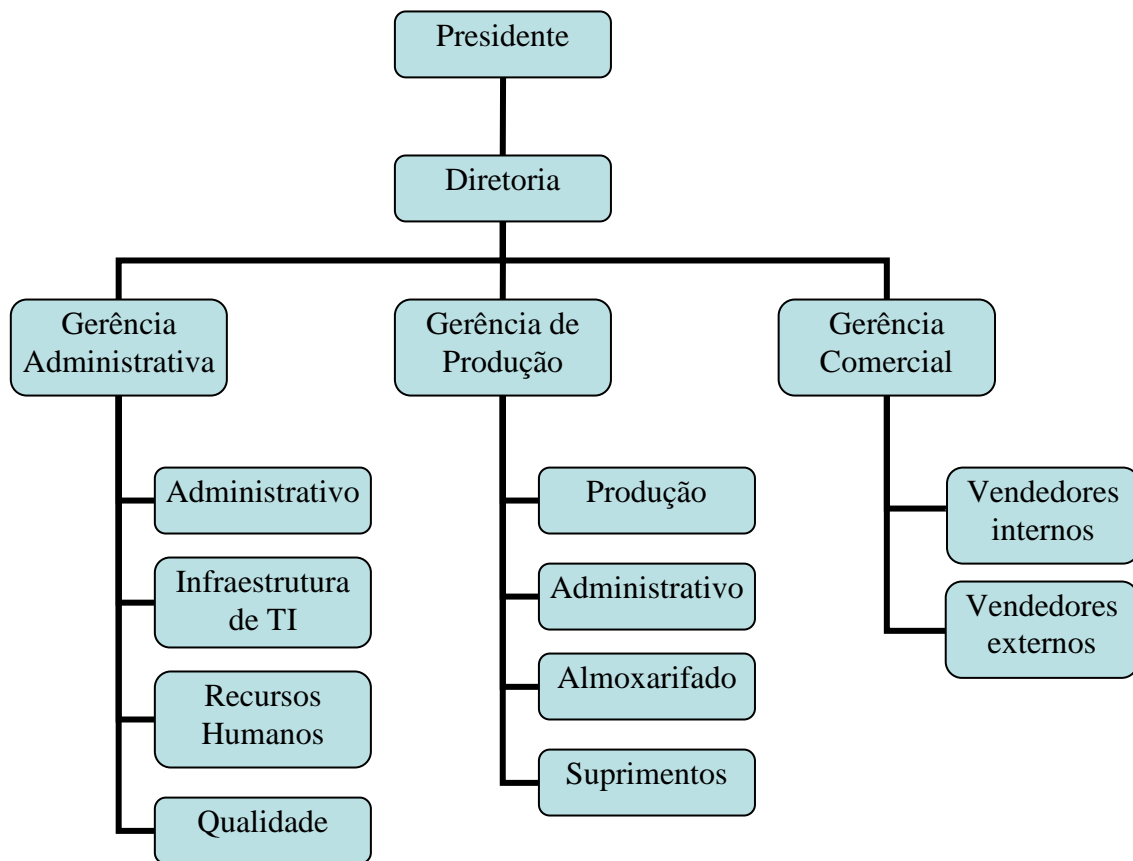 Presidente
Diretoria
Gerência
Administrativa
Gerência de
Produção
Gerência
Comercial
Administrativo
Infraestrutura
de TI
Recursos
Humanos
Qualidade
Produção
Administrativo
Almoxarifado
Suprimentos
Vendedores
internos
Vendedores
externos